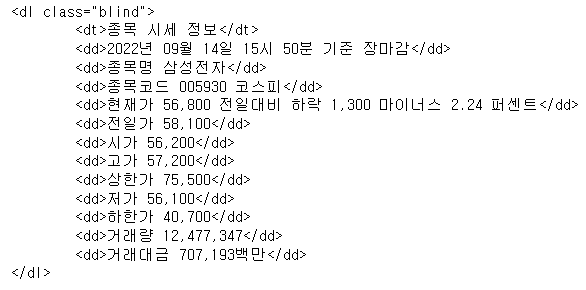 <dl class="blind">
<dt>종목 시세 정보</dt>
<dd>2022년 09월 14일 15시 50분 기준 장마감</dd>
<dd>종목명 삼성전자</dd>
<dd>종목코드 005930 코스피</dd>
<dd>현재가 56,800 전일대비 하락 1,300 마이너스 2.24 퍼센트</dd>
<dd>전일가 58,100</dd>
<dd>시가 56,200</dd>
<dd>고가 57,200</dd>
<dd>상한가 75,500</dd>
<dd>저가 56,100</dd>
<dd>하한가 40,700</dd>
<dd>거래량 12,477,347</dd>
<dd>거래대금 707,193백만</dd>
</dl>